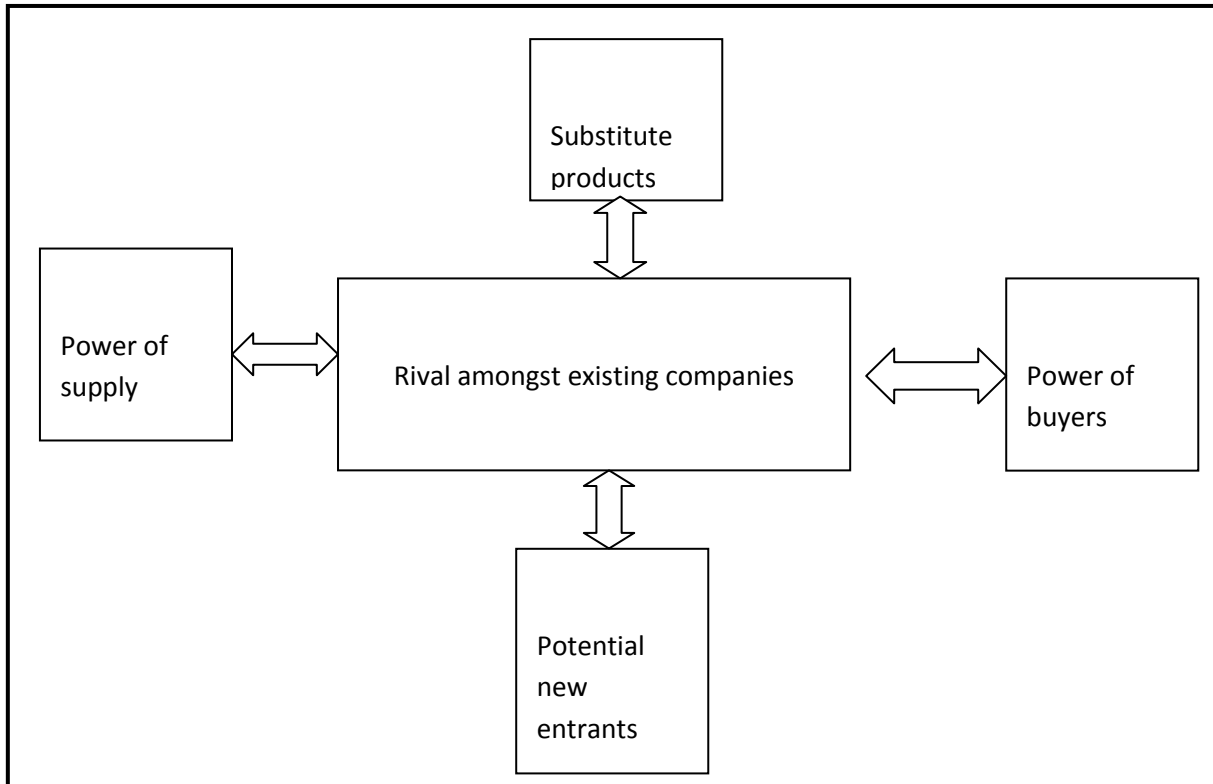 Substitute
products
Power of
supply
Rival amongst existing companies
Power of
buyers
Potential
new
entrants